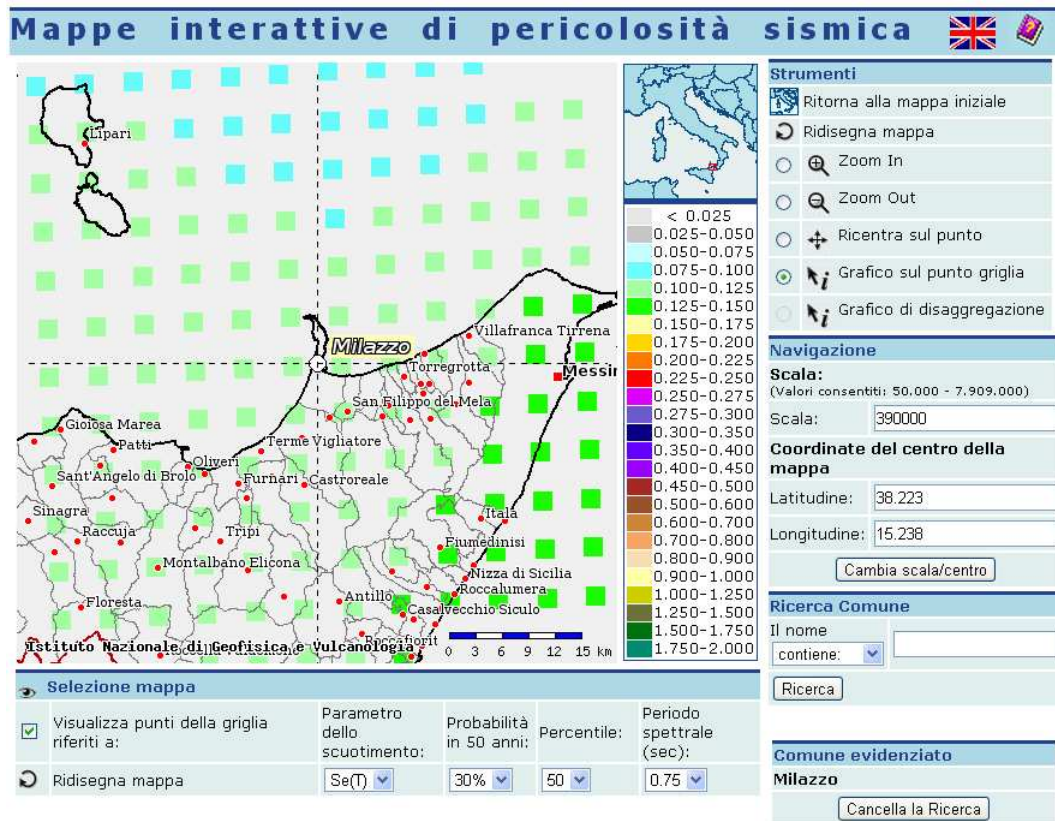 Mappe interattive di pericolosità sismica
Lipari
Milazzo
Villafranca Tirrena
Torregrotta
Messin
San Filippo del Mela
Gioiosa Marea
Patti
Terme Vigliatore
Oliveri
Sant'Angelo di Brolo
Furnari
Castroreale
Sinagra
Itala
Raccuja
Tripi
Fiumedinisi
Montalbano Elicona
Nizza di Sicilia
Roccalumera
Antillo
Floresta
Casalvecchio Siculo
Roccafiorit
Istituto Nazionale di Geofisica e Vulcanologia
0 3 6 9 12 15 km
< 0.025
0.025-0.050
0.050-0.075
0.075-0.100
0.100-0.125
0.125-0.150
0.150-0.175
0.175-0.200
0.200-0.225
0.225-0.250
0.250-0.275
0.275-0.300
0.300-0.350
0.350-0.400
0.400-0.450
0.450-0.500
0.500-0.600
0.600-0.700
0.700-0.800
0.800-0.900
0.900-1.000
1.000-1.250
1.250-1.500
1.500-1.750
1.750-2.000
Strumenti
Ritorna alla mappa iniziale
Ridisegna mappa
Zoom In
Zoom Out
Ricentra sul punto
Grafico sul punto griglia
Grafico di disaggregazione
Navigazione
Scala:
(Valori consentiti: 50.000 - 7.909.000)
Scala: 390000
Coordinate del centro della
mappa
Latitudine: 38.223
Longitudine: 15.238
Cambia scala/centro
Ricerca Comune
Il nome
contiene:
Ricerca
Comune evidenziato
Milazzo
Cancella la Ricerca
Selezione mappa
Visualizza punti della griglia
riferiti a:
Parametro
dello
scuotimento:
Probabilità
in 50 anni:
Percentile:
Periodo
spettrale
(sec):
Ridisegna mappa
Se(T)
30%
50
0.75